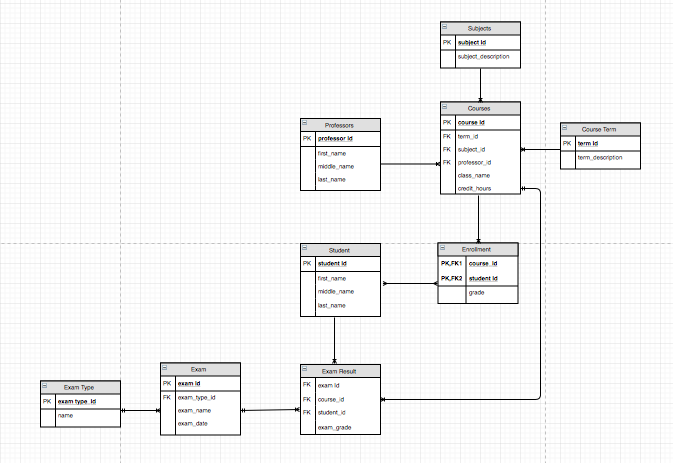 Subjects
PK subject id
subject_description
Courses
PK course id
FK term_id
FK subject_id
FK professor_id
class_name
credit_hours
Professors
PK professor id
first_name
middle_name
last_name
Course Term
PK term id
term_description
Student
PK student id
first_name
middle_name
last_name
Enrollment
PK,FK1 course_id
PK,FK2 student id
grade
Exam Type
PK exam type_id
name
Exam
PK exam id
FK exam_type_id
exam_name
exam_date
Exam Result
FK exam id
FK course_id
FK student_id
exam_grade